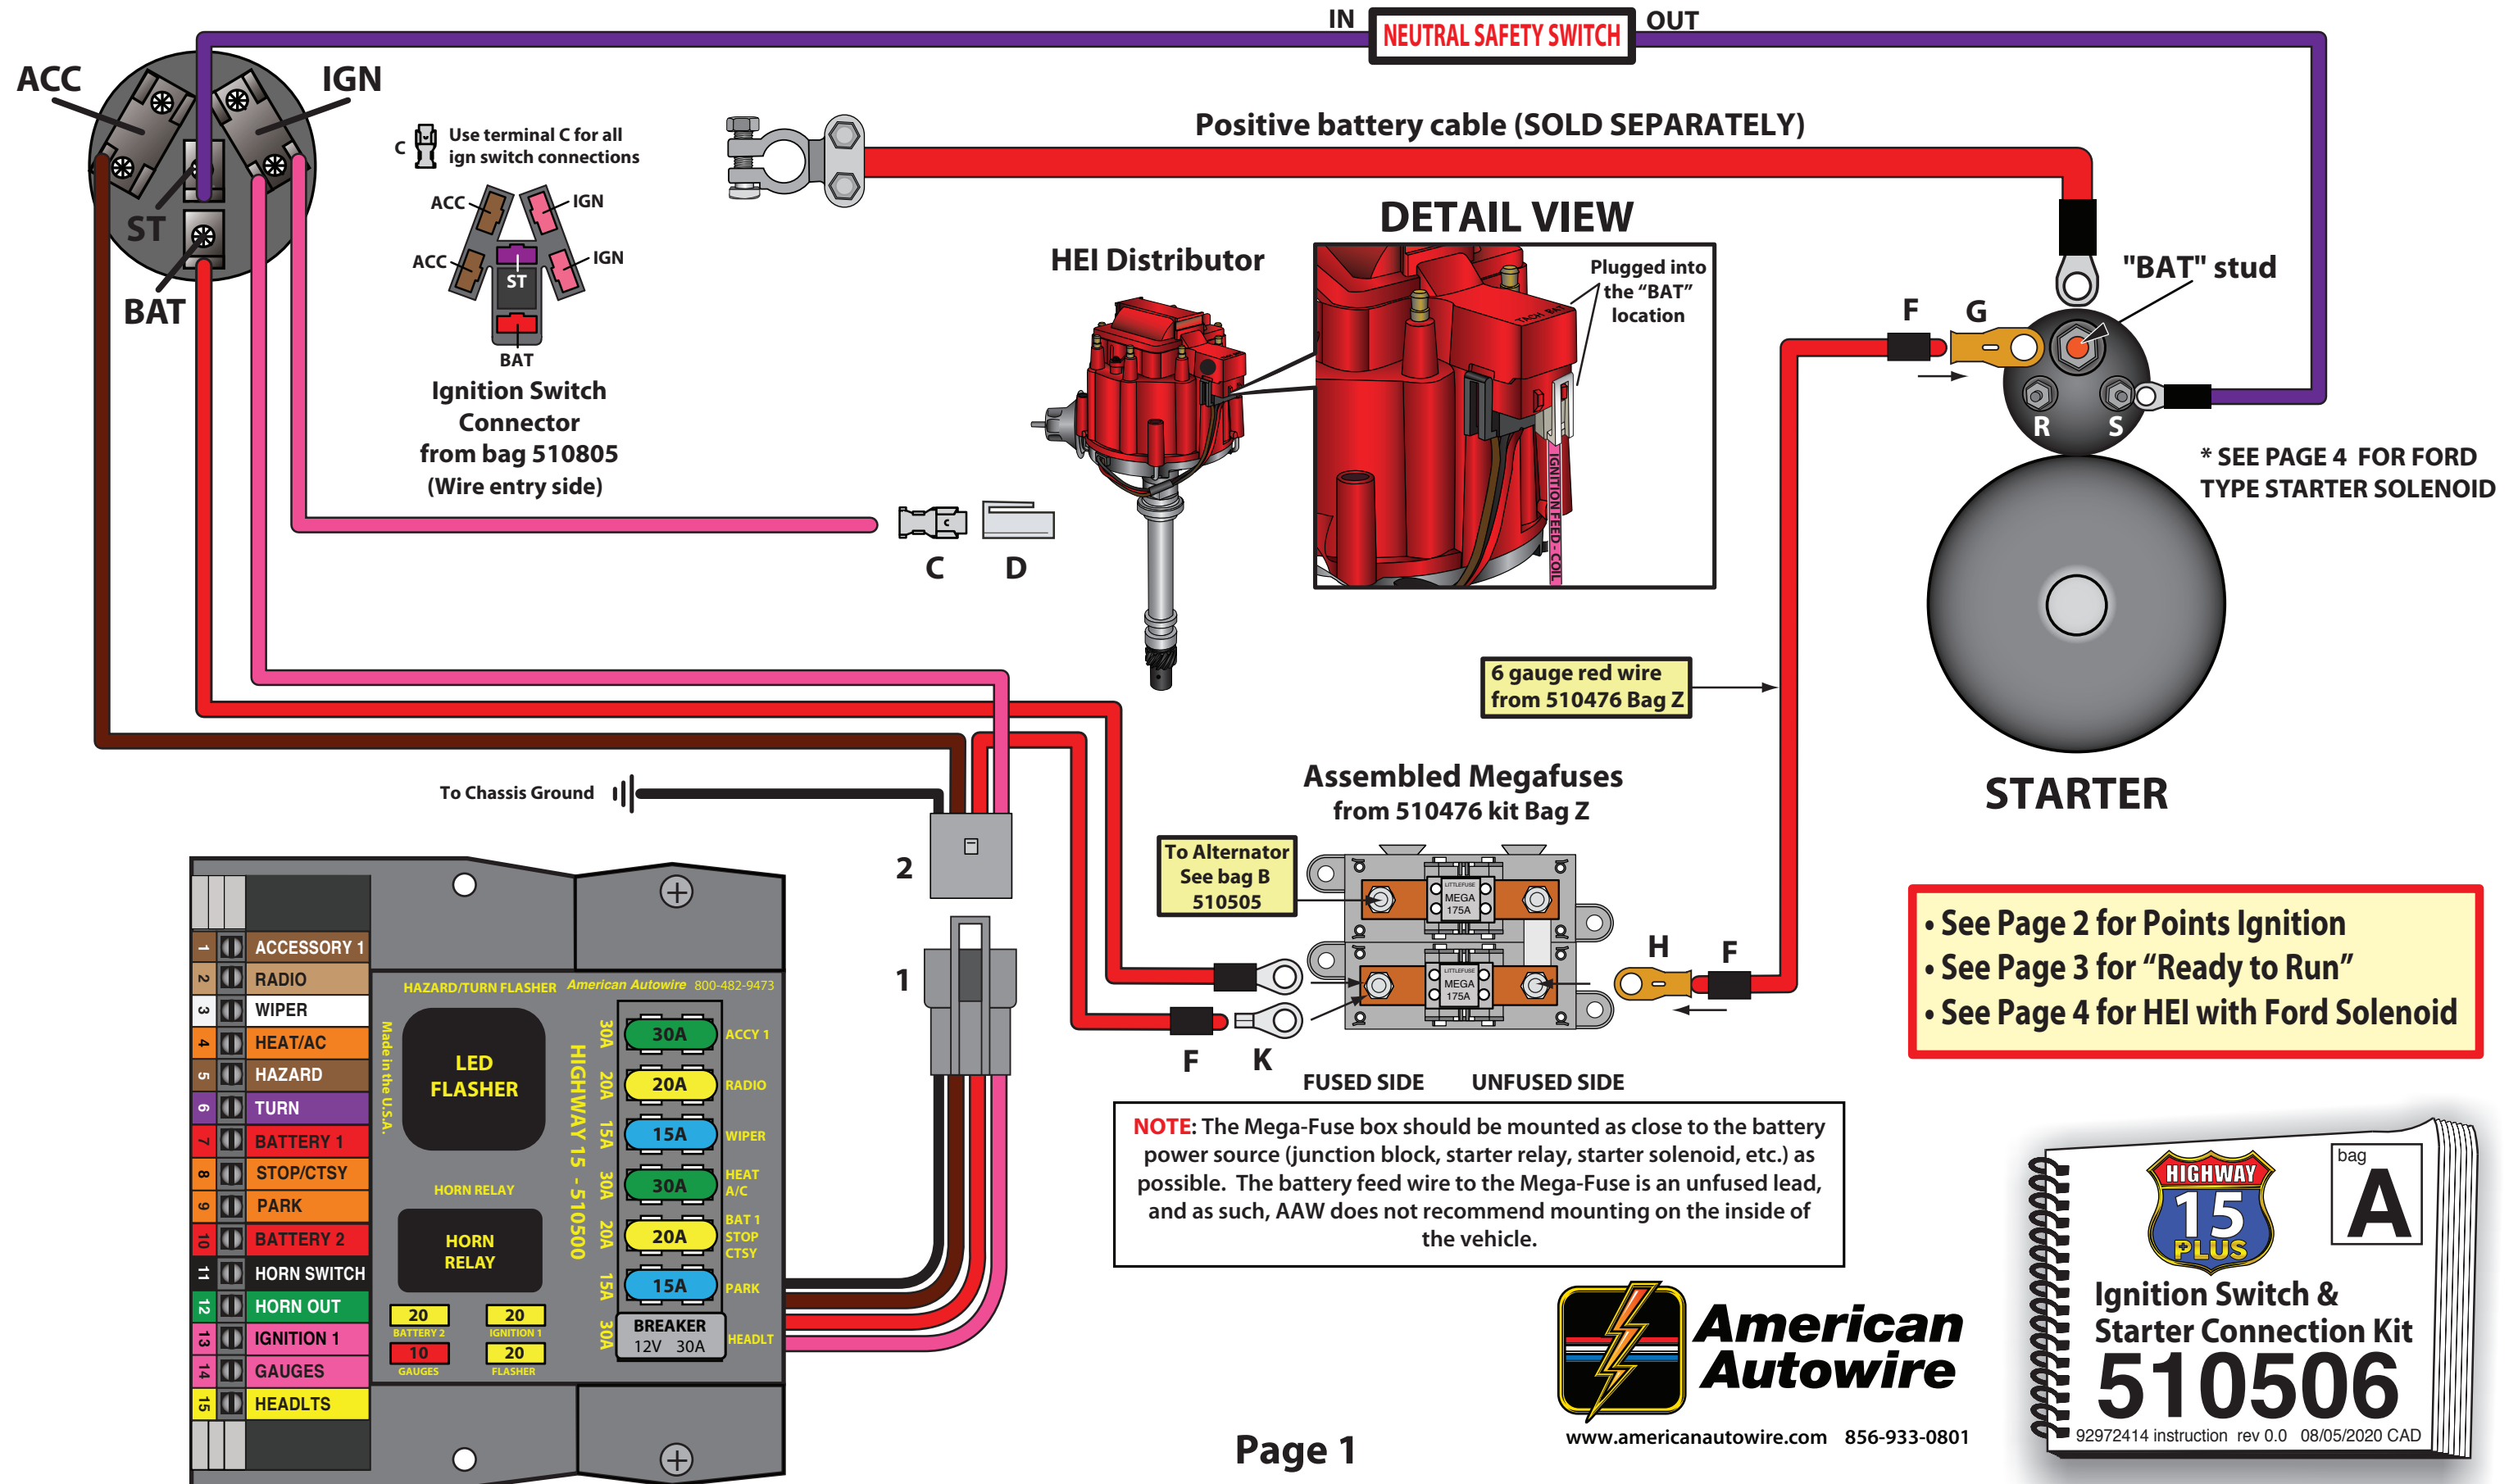 IN
NEUTRAL SAFETY SWITCH
OUT
ACC
IGN
ST
BAT
C
Use terminal C for all
ign switch connections
ACC
IGN
ACC
IGN
ST
BAT
Ignition Switch
Connector
from bag 510805
(Wire entry side)
Positive battery cable (SOLD SEPARATELY)
DETAIL VIEW
HEI Distributor
Plugged into
the “BAT”
location
TACH BAT
IGNITION FEED - COIL
"BAT" stud
F
G
R
S
* SEE PAGE 4 FOR FORD
TYPE STARTER SOLENOID
C
C
D
6 gauge red wire
from 510476 Bag Z
STARTER
To Chassis Ground
Assembled Megafuses
from 510476 kit Bag Z
To Alternator
See bag B
510505
LITTLEFUSE
MEGA
175A
LITTLEFUSE
MEGA
175A
H
F
F
K
FUSED SIDE
UNFUSED SIDE
2
1
• See Page 2 for Points Ignition
• See Page 3 for “Ready to Run”
• See Page 4 for HEI with Ford Solenoid
NOTE: The Mega-Fuse box should be mounted as close to the battery
power source (junction block, starter relay, starter solenoid, etc.) as
possible. The battery feed wire to the Mega-Fuse is an unfused lead,
and as such, AAW does not recommend mounting on the inside of
the vehicle.
1 ACCESSORY 1
2 RADIO
3 WIPER
4 HEAT/AC
5 HAZARD
6 TURN
7 BATTERY 1
8 STOP/CTSY
9 PARK
10 BATTERY 2
11 HORN SWITCH
12 HORN OUT
13 IGNITION 1
14 GAUGES
15 HEADLTS
HAZARD/TURN FLASHER
American Autowire 800-482-9473
Made in the U.S.A.
LED
FLASHER
HORN RELAY
HORN
RELAY
20
BATTERY 2
20
IGNITION 1
10
GAUGES
20
FLASHER
HIGHWAY 15 - 510500
30A 30A ACCY 1
20A 20A RADIO
15A 15A WIPER
30A 30A HEAT
A/C
20A 20A BAT 1
STOP
CTSY
15A 15A PARK
30A BREAKER
12V 30A
HEADLT
American
Autowire
www.americanautowire.com 856-933-0801
Page 1
HIGHWAY
15
PLUS
bag
A
Ignition Switch &
Starter Connection Kit
510506
92972414 instruction rev 0.0 08/05/2020 CAD